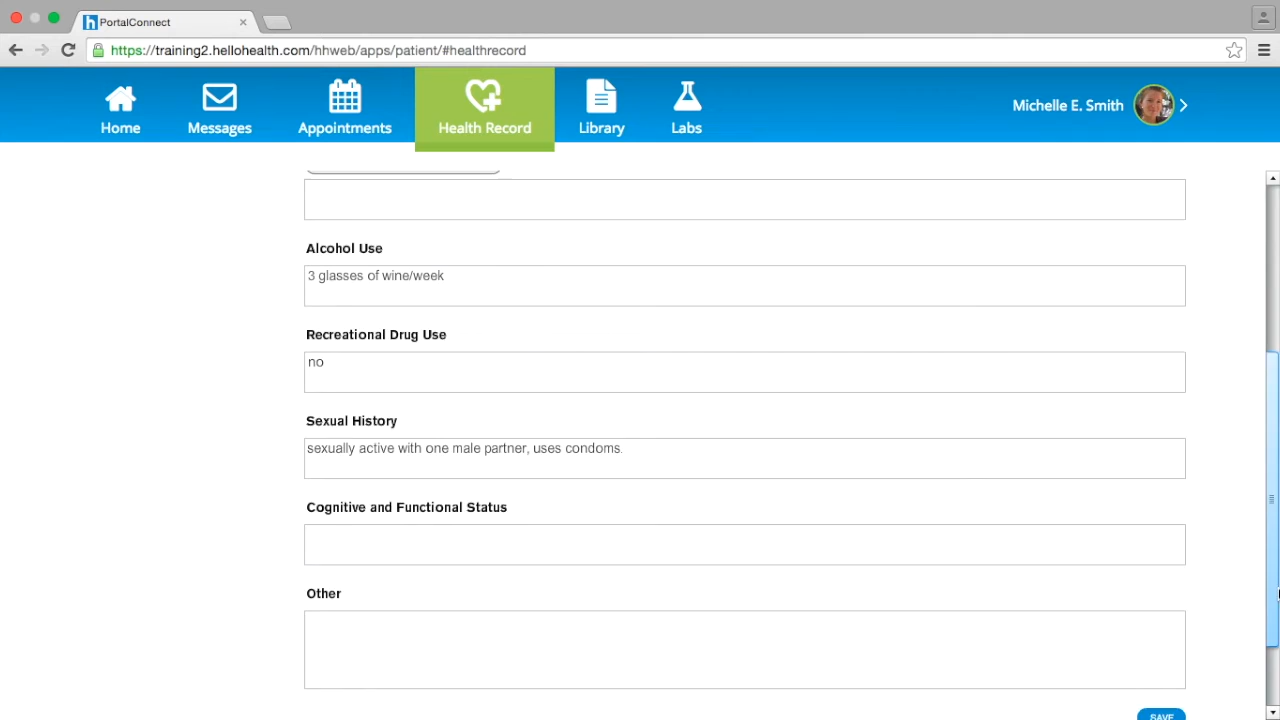 PortalConnect
https://training2.hellohealth.com/hhweb/apps/patient/#healthrecord
Home
Messages
Appointments
Health Record
Library
Labs
Michelle E. Smith
Alcohol Use
3 glasses of wine/week
Recreational Drug Use
no
Sexual History
sexually active with one male partner, uses condoms.
Cognitive and Functional Status
Other
SAVE